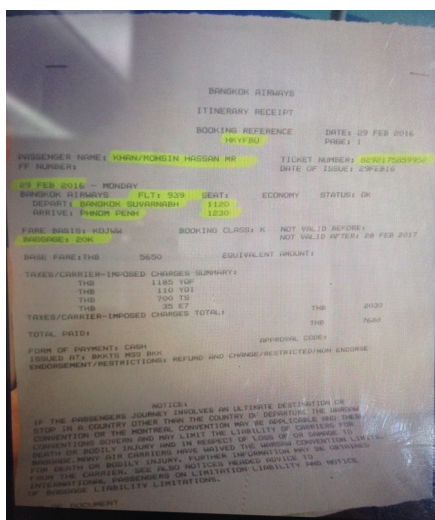 BANGKOK AIRWAYS
ITINERARY RECEIPT
BOOKING REFERENCE DATE: 29 FEB 2016
HKYFBU PAGE: 1
PASSENGER NAME: KHAN/MOHSIN HASSAN MR TICKET NUMBER:
FF NUMBER: DATE OF ISSUE: 29FEB16
29 FEB 2016 - MONDAY
BANGKOK AIRWAYS FLT: 939 SEAT: ECONOMY STATUS: OK
DEPART: BANGKOK SUVARNABH 1120
ARRIVE: PHNOM PENH 1230
FARE BASIS: KOJWW BOOKING CLASS: K NOT VALID BEFORE:
BAGGAGE: 20K NOT VALID AFTER: 28 FEB 2017
BASE FARE: THB 5650 EQUIVALENT AMOUNT:
TAXES/CARRIER-IMPOSED CHARGES SUMMARY:
THB 1185 YQF
THB 110 YQI
THB 700 TS
THB 35 E7
TAXES/CARRIER-IMPOSED CHARGES TOTAL: THB 2030
TOTAL PAID: THB 7680
APPROVAL CODE:
FORM OF PAYMENT: CASH
ISSUED AT: BKKTS MSS BKK
ENDORSEMENT/RESTRICTIONS: REFUND AND CHANGE/RESTRICTED/NON ENDORSE
NOTICE:
IF THE PASSENGERS JOURNEY INVOLVES AN ULTIMATE DESTINATION OR
STOP IN A COUNTRY OTHER THAN THE COUNTRY OF DEPARTURE THE WARSAW
CONVENTION OR THE MONTREAL CONVENTION MAY BE APPLICABLE AND THESE
CONVENTIONS GOVERN AND MAY LIMIT THE LIABILITY OF CARRIERS FOR
DEATH OR BODILY INJURY AND IN RESPECT OF LOSS OF OR DAMAGE TO
BAGGAGE. MANY AIR CARRIERS HAVE WAIVED THE WARSAW CONVENTION LIMITS
FOR DEATH OR BODILY INJURY. FURTHER INFORMATION MAY BE OBTAINED
FROM THE CARRIER. SEE ALSO NOTICES HEADED ADVICE TO
INTERNATIONAL PASSENGERS ON LIMITATION LIABILITY AND NOTICE
OF BAGGAGE LIABILITY LIMITATIONS.
OF DOCUMENT